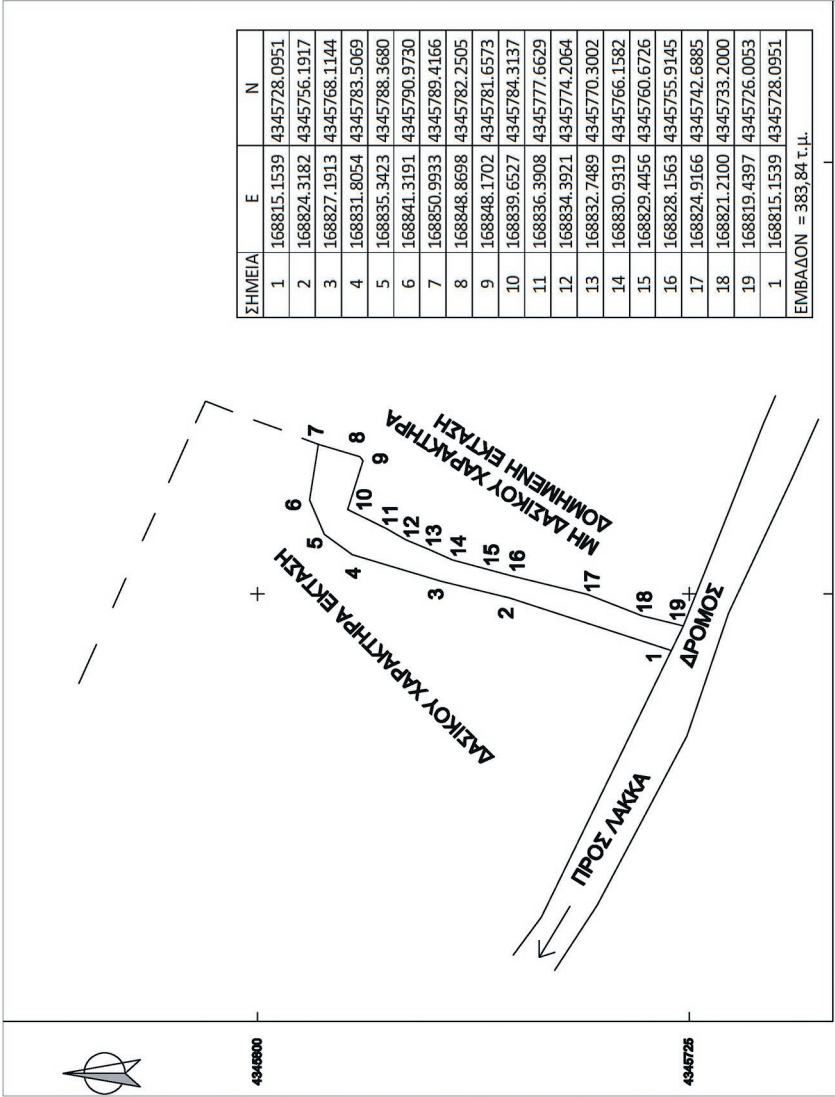 ΣΗΜΕΙΑ E N
1 168815.1539 4345728.0951
2 168824.3182 4345756.1917
3 168827.1913 4345768.1144
4 168831.8054 4345783.5069
5 168835.3423 4345788.3680
6 168841.3191 4345790.9730
7 168850.9933 4345789.4166
8 168848.8698 4345782.2505
9 168848.1702 4345781.6573
10 168839.6527 4345784.3137
11 168836.3908 4345777.6629
12 168834.3921 4345774.2064
13 168832.7489 4345770.3002
14 168830.9319 4345766.1582
15 168829.4456 4345760.6726
16 168828.1563 4345755.9145
17 168824.9166 4345742.6885
18 168821.2100 4345733.2000
19 168819.4397 4345726.0053
1 168815.1539 4345728.0951
ΕΜΒΑΔΟΝ = 383,84 τ.μ.
4345800
4345725
ΔΑΣΙΚΟΥ ΧΑΡΑΚΤΗΡΑ ΕΚΤΑΣΗ
ΜΗ ΔΑΣΙΚΟΥ ΧΑΡΑΚΤΗΡΑ
ΔΟΜΗΜΕΝΗ ΕΚΤΑΣΗ
1
2
3
4
5
6
7
8
9
10
11
12
13
14
15
16
17
18
19
ΔΡΟΜΟΣ
ΠΡΟΣ ΛΑΚΚΑ